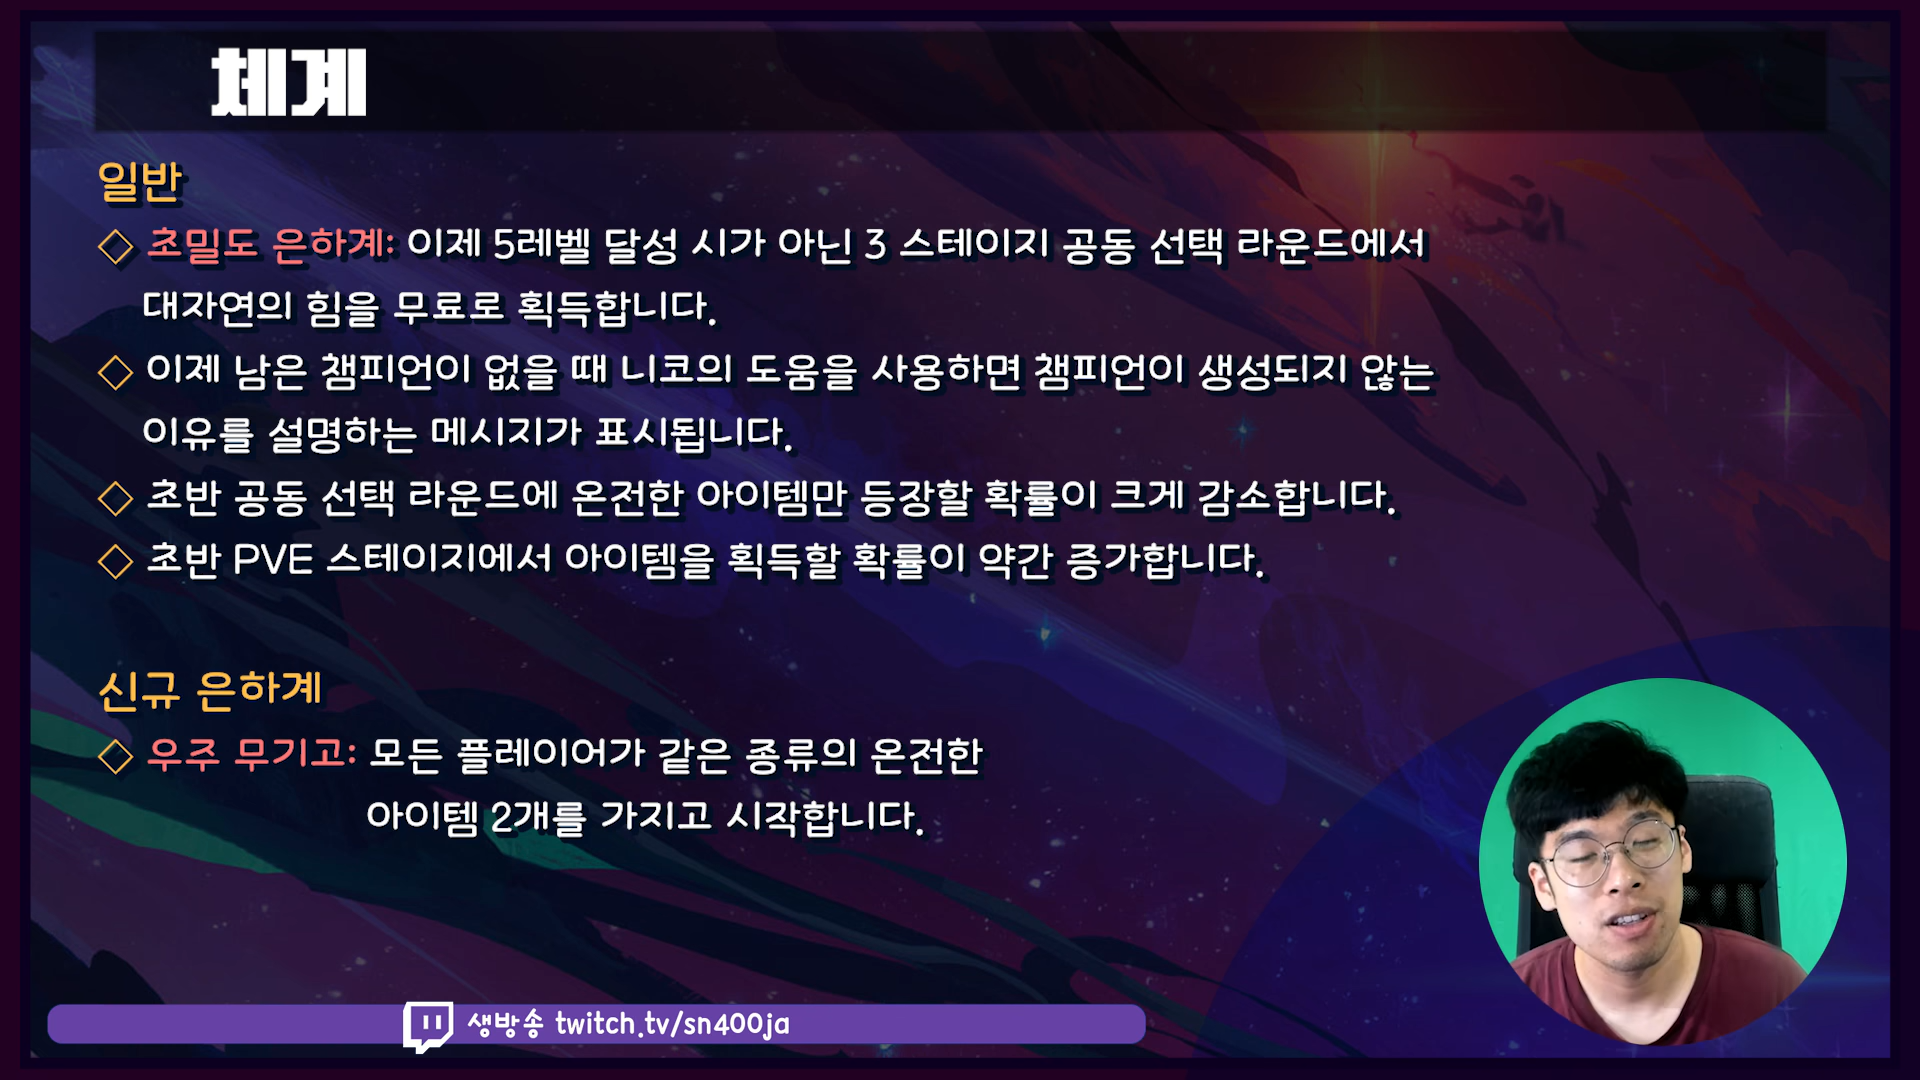 체계
일반
초밀도 은하계: 이제 5레벨 달성 시가 아닌 3 스테이지 공동 선택 라운드에서
대자연의 힘을 무료로 획득합니다.
이제 남은 챔피언이 없을 때 니코의 도움을 사용하면 챔피언이 생성되지 않는
이유를 설명하는 메시지가 표시됩니다.
초반 공동 선택 라운드에 온전한 아이템만 등장할 확률이 크게 감소합니다.
초반 PVE 스테이지에서 아이템을 획득할 확률이 약간 증가합니다.
신규 은하계
우주 무기고: 모든 플레이어가 같은 종류의 온전한
아이템 2개를 가지고 시작합니다.
생방송 twitch.tv/sn400ja